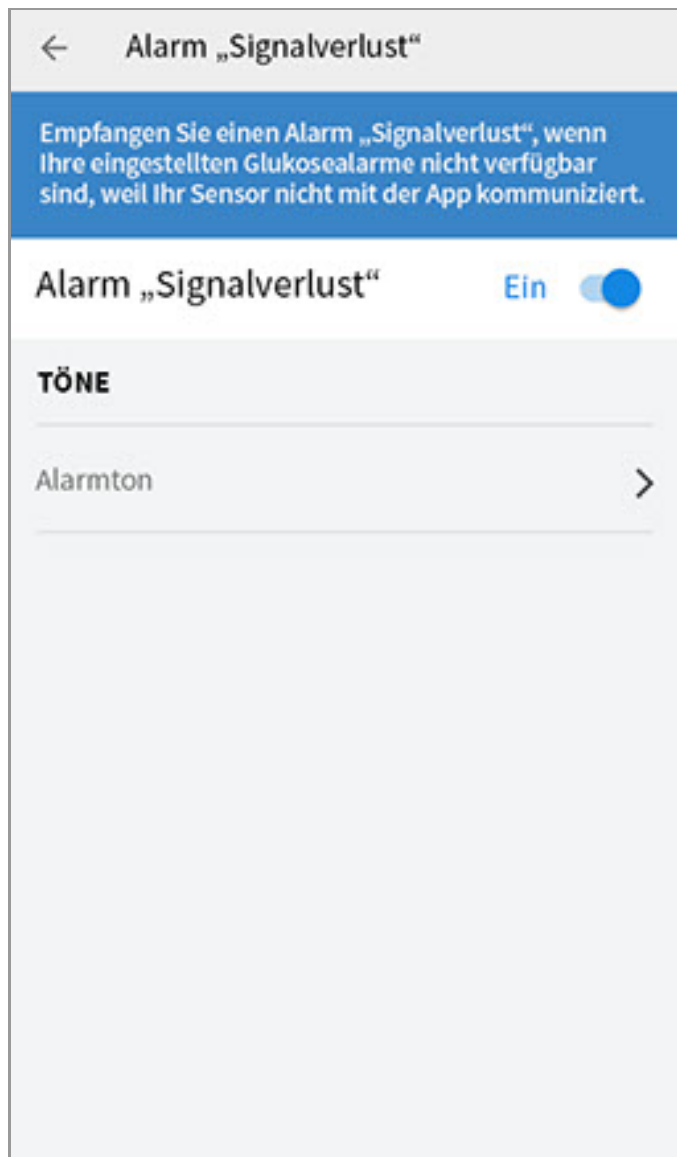 Alarm „Signalverlust“
Empfangen Sie einen Alarm „Signalverlust“, wenn
Ihre eingestellten Glukosealarme nicht verfügbar
sind, weil Ihr Sensor nicht mit der App kommuniziert.
Alarm „Signalverlust“ Ein
TÖNE
Alarmton